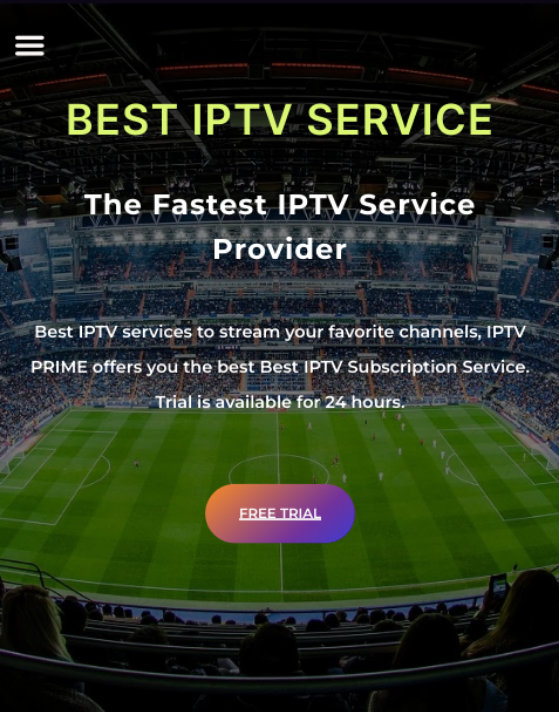 BEST IPTV SERVICE
The Fastest IPTV Service
Provider
Best IPTV services to stream your favorite channels, IPTV
PRIME offers you the best Best IPTV Subscription Service.
Trial is available for 24 hours.
FREE TRIAL